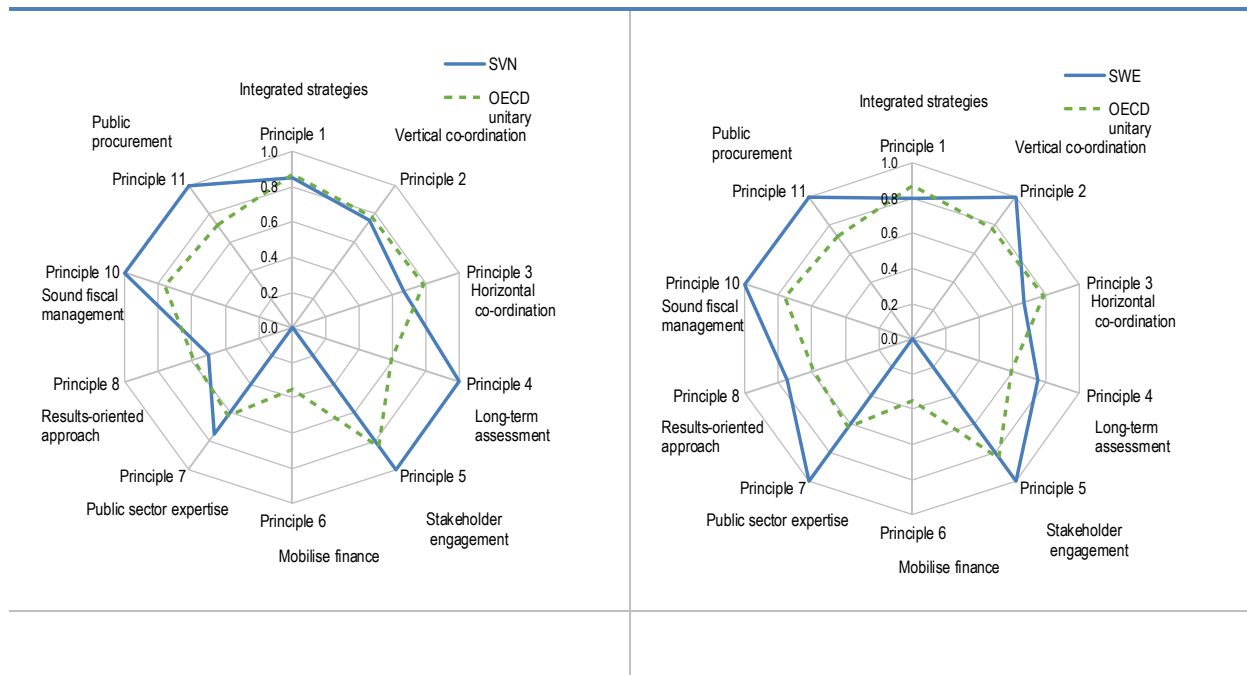 SVN
OECD
unitary
Integrated strategies
Public
procurement
Vertical co-ordination
Principle 1
1.0
Principle 11
0.8
Principle 2
0.6
0.4
Principle 10
Principle 3
Sound fiscal
management
Horizontal
co-ordination
0.2
0.0
Principle 8
Principle 4
Results-oriented
approach
Long-term
assessment
Principle 7
Principle 5
Public sector expertise
Principle 6
Stakeholder
engagement
Mobilise finance
SWE
OECD
unitary
Integrated strategies
Public
procurement
Vertical co-ordination
Principle 1
1.0
Principle 11
0.8
Principle 2
0.6
0.4
Principle 10
Principle 3
Sound fiscal
management
Horizontal
co-ordination
0.2
0.0
Principle 8
Principle 4
Results-oriented
approach
Long-term
assessment
Principle 7
Principle 5
Public sector expertise
Principle 6
Stakeholder
engagement
Mobilise finance